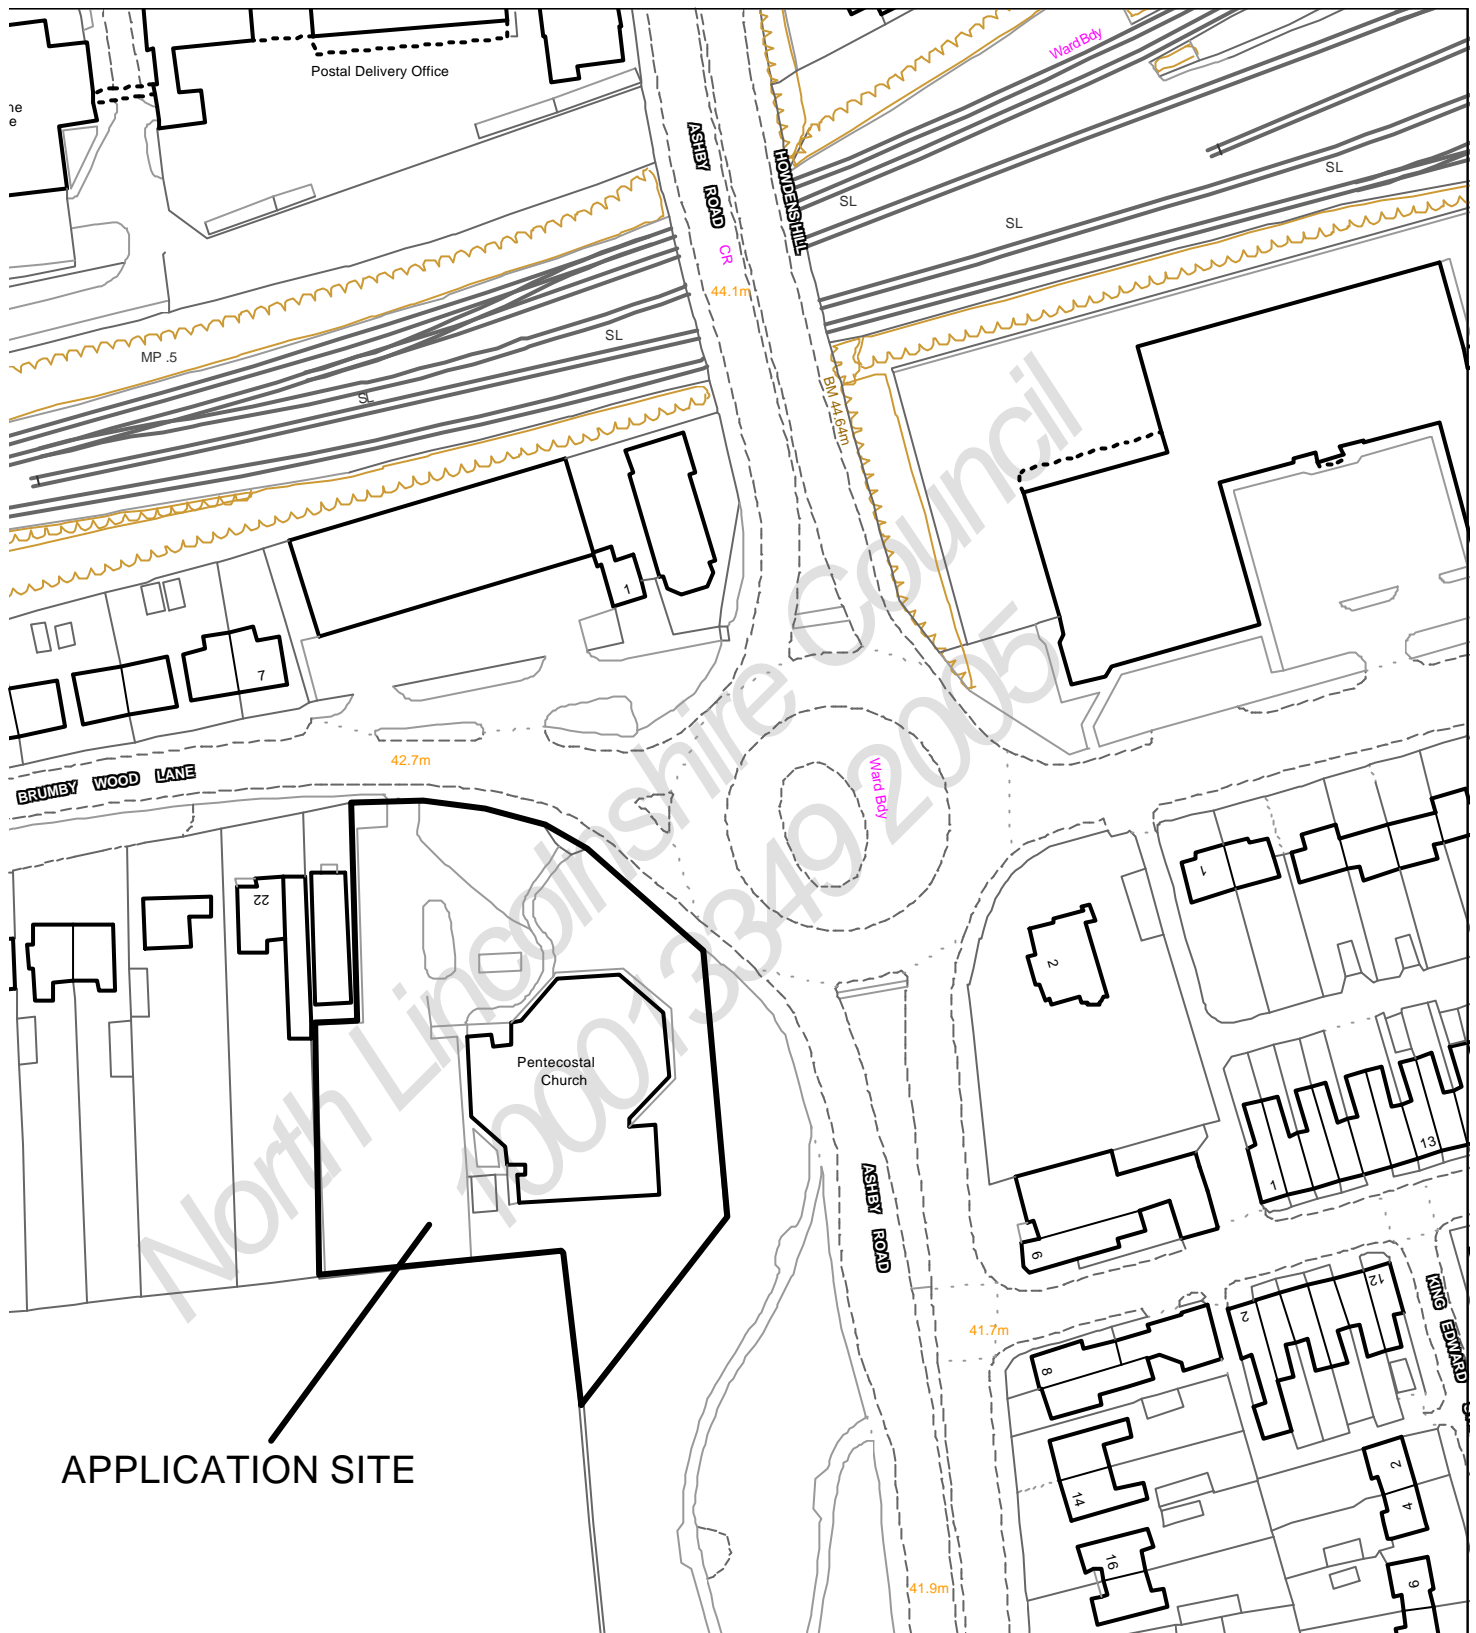 Postal Delivery Office
Ward Bdy
ne
e
ASHBY ROAD
HOWDENS HILL
SL
SL
SL
CR
44.1m
SL
MP .5
SL
BM 44.64m
1
7
42.7m
BRUMBY WOOD LANE
Ward Bdy
22
1
2
Pentecostal
Church
North Lincolnshire Council
100013349 2005
13
1
ASHBY ROAD
6
12
2
KING EDWARD
41.7m
8
APPLICATION SITE
14
2
4
16
9
41.9m